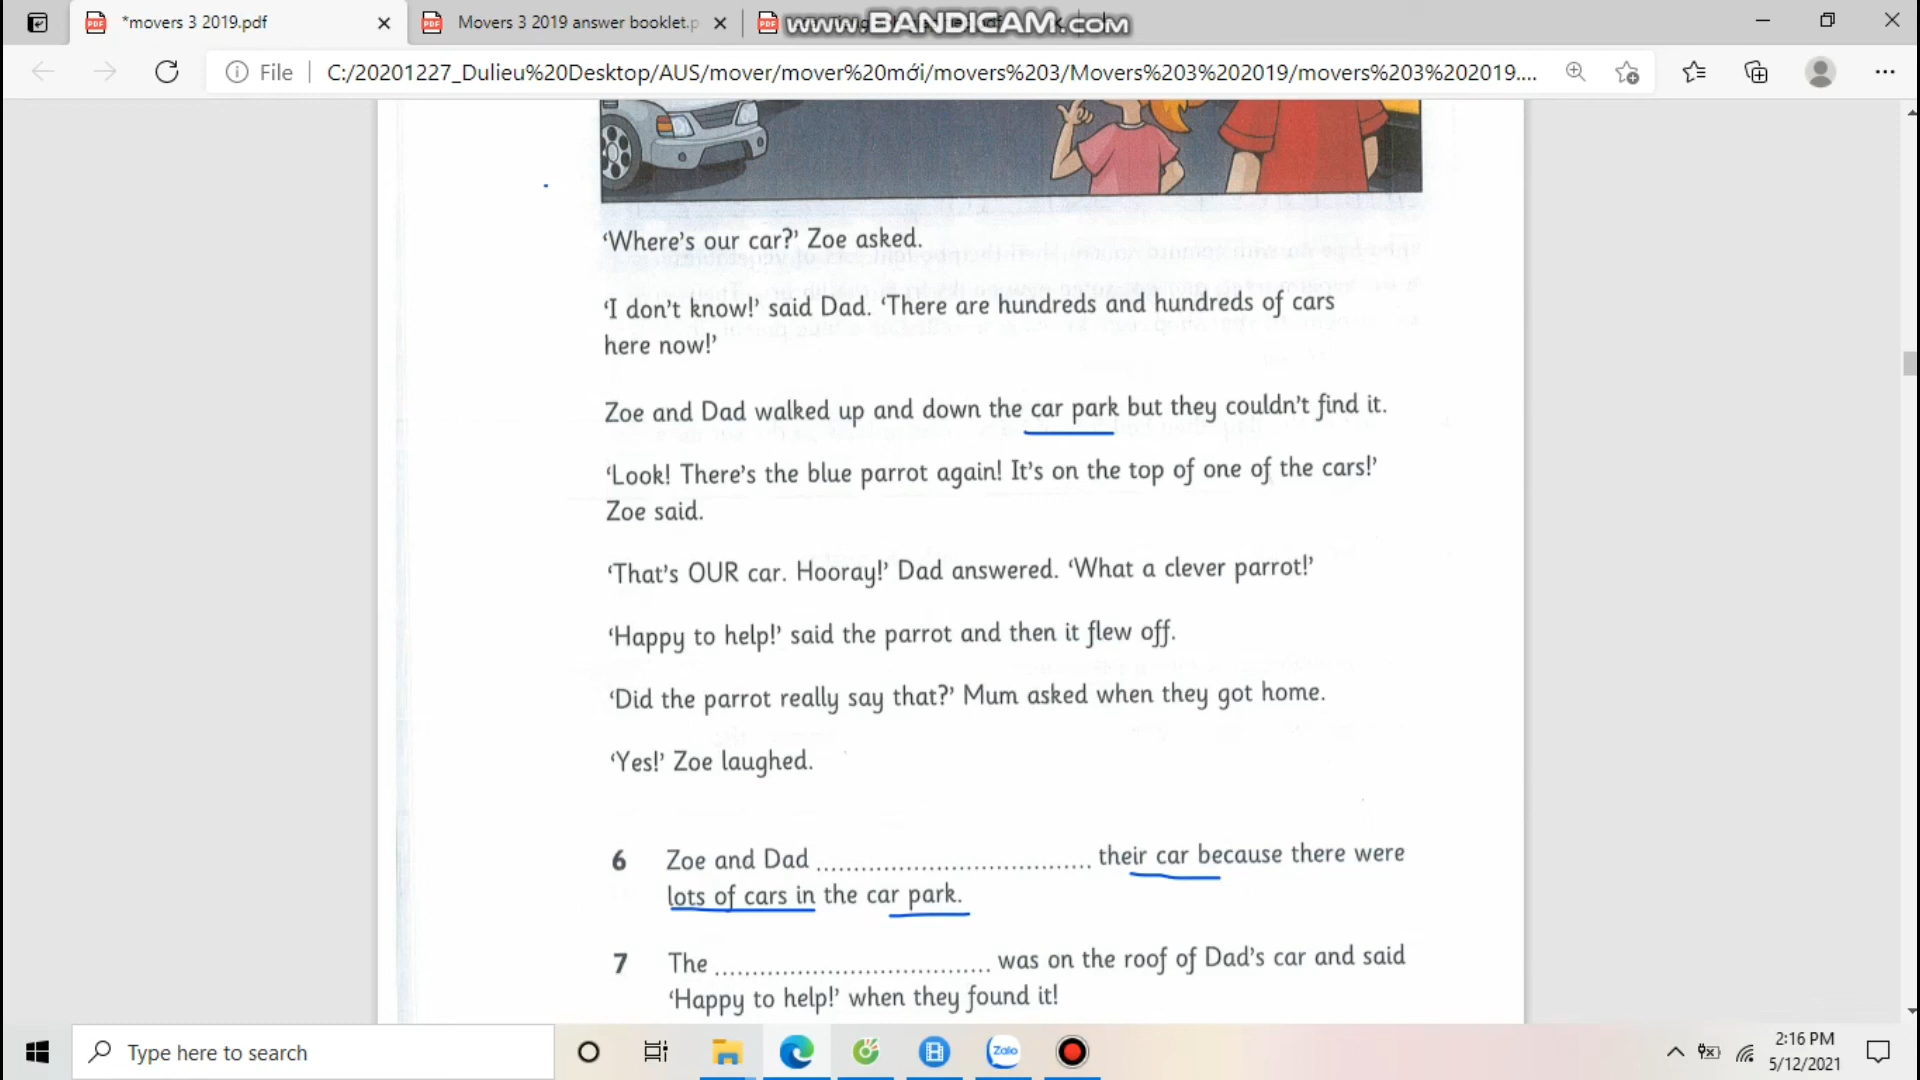 *movers 3 2019.pdf
Movers 3 2019 answer booklet.p
www.BANDICAM.com
File
C:/20201227_Dulieu%20Desktop/AUS/mover/mover%20mới/movers%203/Movers%203%202019/movers%203%202019....
‘Where’s our car?’ Zoe asked.
‘I don’t know!’ said Dad. ‘There are hundreds and hundreds of cars
here now!’
Zoe and Dad walked up and down the car park but they couldn’t find it.
‘Look! There’s the blue parrot again! It’s on the top of one of the cars!’
Zoe said.
‘That’s OUR car. Hooray!’ Dad answered. ‘What a clever parrot!’
‘Happy to help!’ said the parrot and then it flew off.
‘Did the parrot really say that?’ Mum asked when they got home.
‘Yes!’ Zoe laughed.
6 Zoe and Dad ................................ their car because there were
lots of cars in the car park.
7 The ................................ was on the roof of Dad’s car and said
‘Happy to help!’ when they found it!
Type here to search
Zalo
2:16 PM
5/12/2021